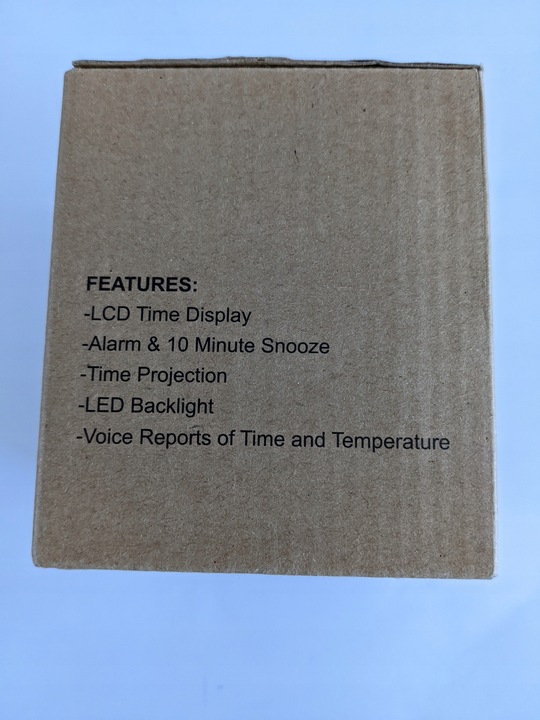 FEATURES:
-LCD Time Display
-Alarm & 10 Minute Snooze
-Time Projection
-LED Backlight
-Voice Reports of Time and Temperature